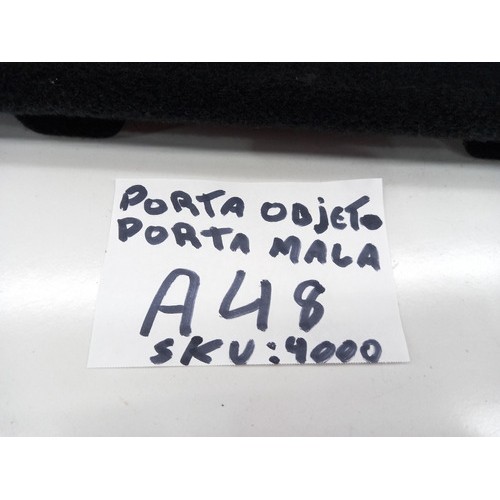 PORTA OBJETO
PORTA MALA
A48
SKU:4000